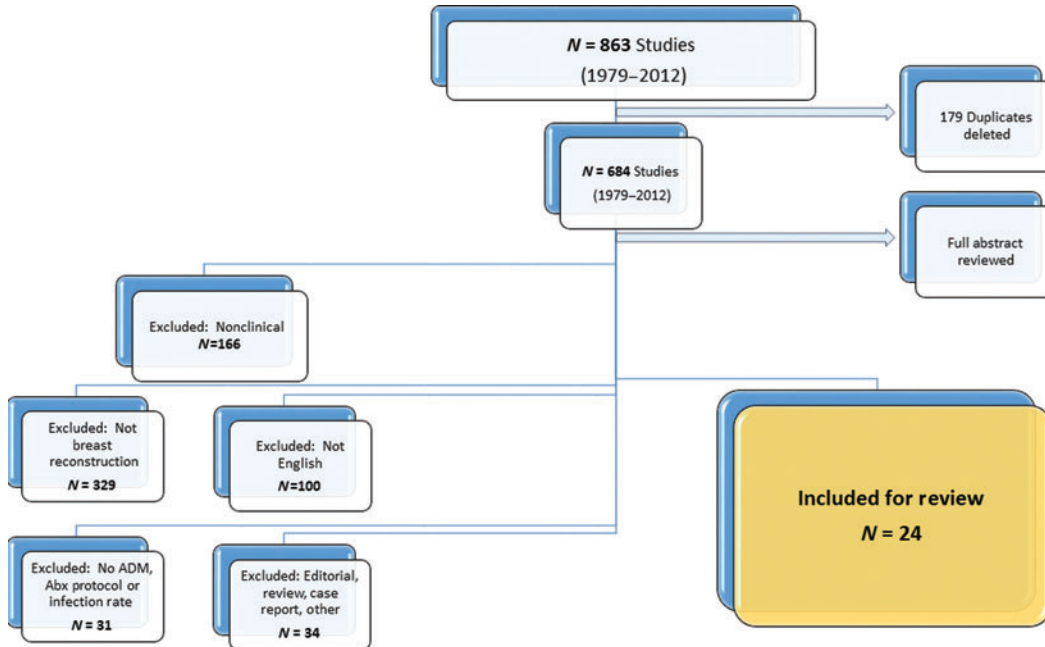 N = 863 Studies
(1979–2012)
179 Duplicates
deleted
N = 684 Studies
(1979–2012)
Full abstract
reviewed
Excluded: Nonclinical
N=166
Excluded: Not
breast
reconstruction
N = 329
Excluded: Not
English
N=100
Included for review
N = 24
Excluded: No ADM,
Abx protocol or
infection rate
N = 31
Excluded: Editorial,
review, case
report, other
N = 34